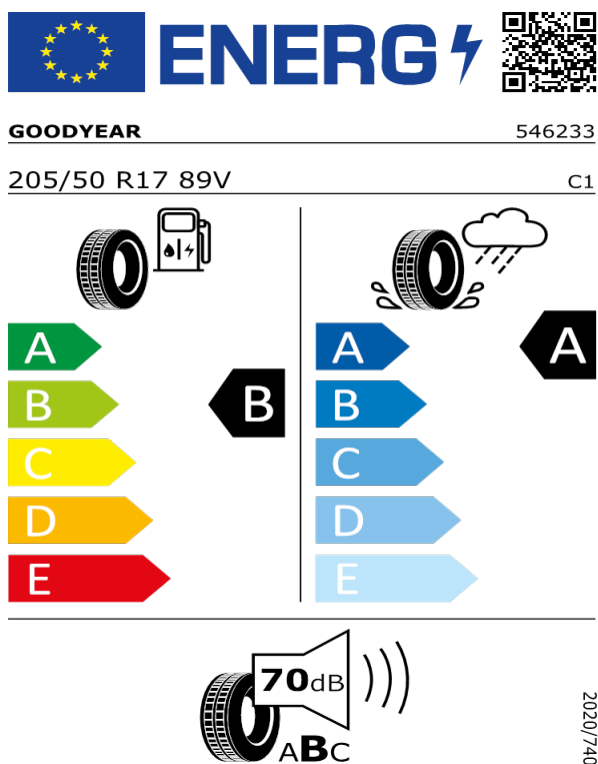 ENERG
GOODYEAR 546233
205/50 R17 89V C1
A A A
B B B
C C
D D
E E
70dB
ABC
2020/740